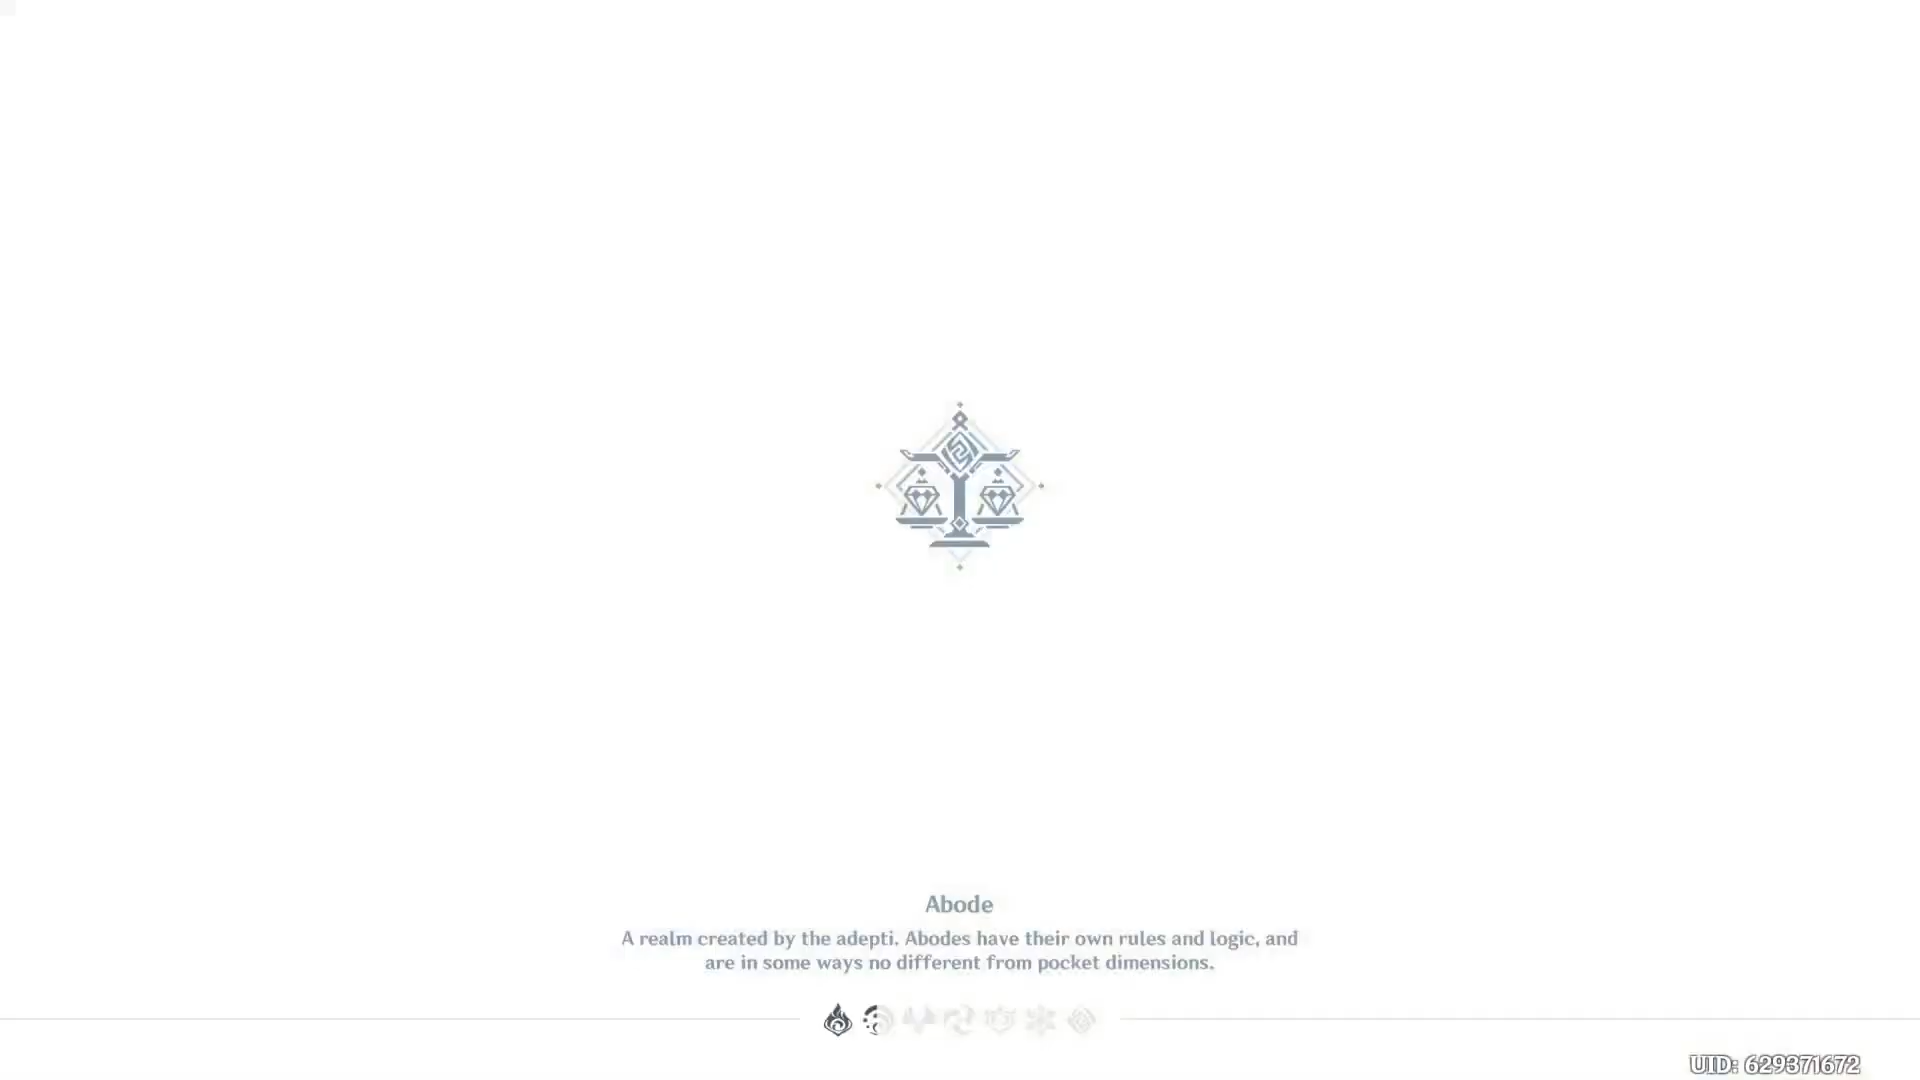 Abode
A realm created by the adepti. Abodes have their own rules and logic, and
are in some ways no different from pocket dimensions.
UID: 629371672